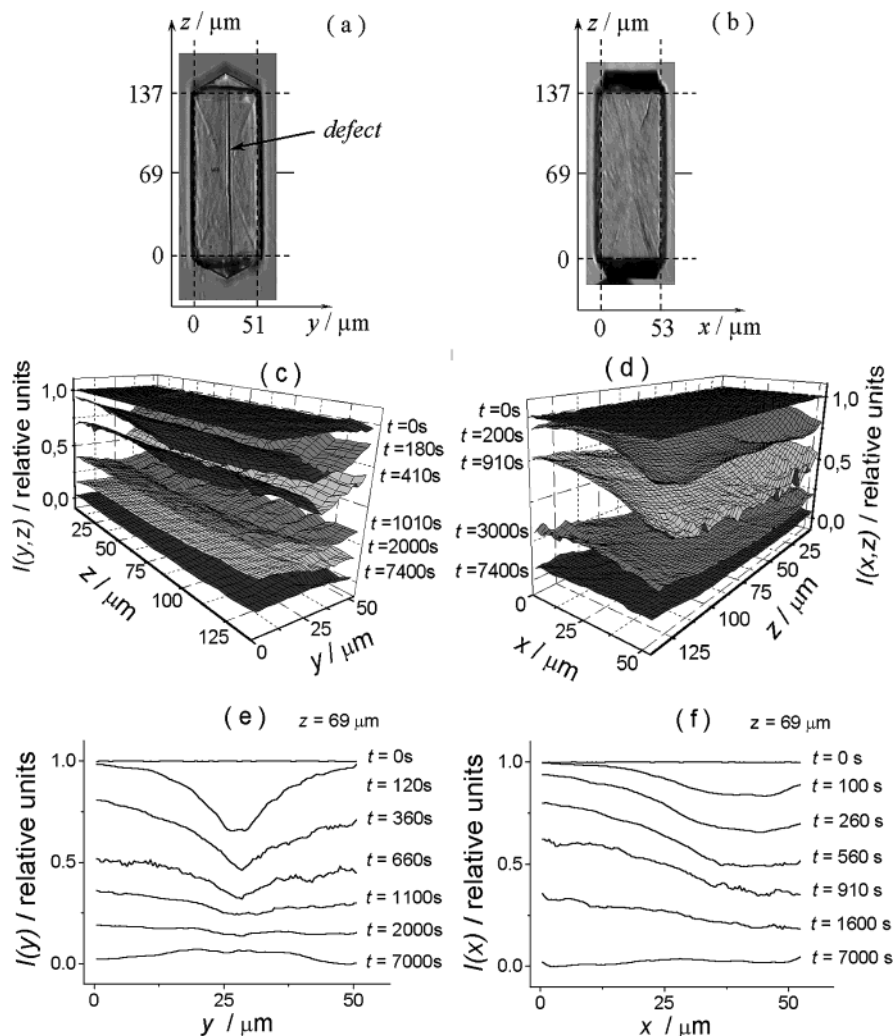 z / μm
( a )
137
defect
69
0
0
51
y / μm
z / μm
( b )
137
69
0
0
53
x / μm
( c )
1,0
0,5
0,0
I(y,z) / relative units
t=0s
t=180s
t=410s
t=1010s
t=2000s
t=7400s
25
50
75
100
125
z / μm
0
25
50
y / μm
( d )
t=0s
t=200s
t=910s
t=3000s
t=7400s
1,0
0,5
0,0
I(x,z) / relative units
0
25
50
x / μm
25
50
75
100
125
z / μm
( e )
z = 69 μm
1.0
0.5
0.0
I(y) / relative units
t = 0s
t = 120s
t = 360s
t = 660s
t = 1100s
t = 2000s
t = 7000s
0
25
50
y / μm
( f )
z = 69 μm
1.0
0.5
0.0
I(x) / relative units
t = 0 s
t = 100 s
t = 260 s
t = 560 s
t = 910 s
t = 1600 s
t = 7000 s
0
25
50
x / μm